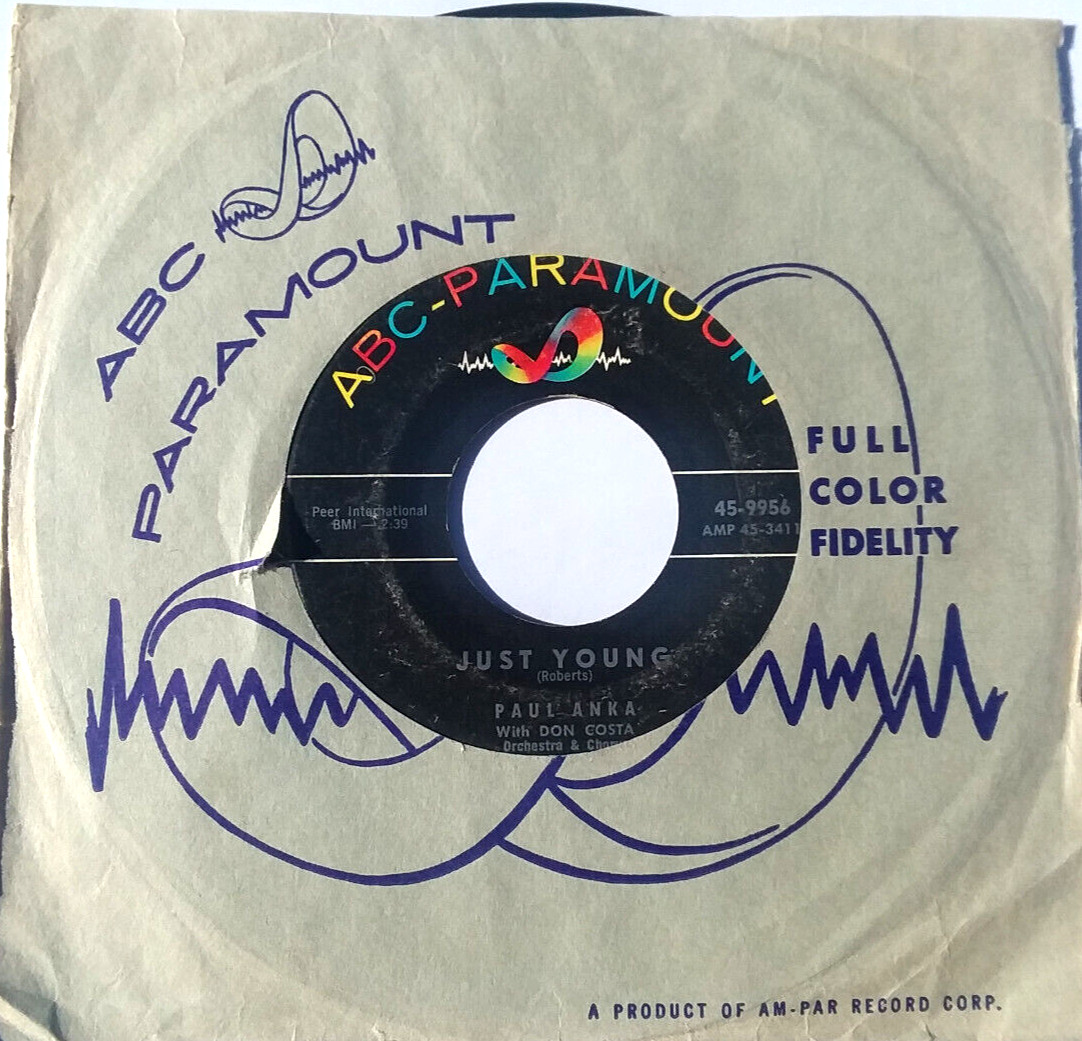 ABC
PARAMOUNT
ABC-PARAMOUNT
FULL
COLOR
FIDELITY
Peer International
BMI — 2:39
45-9956
AMP 45-3411
JUST YOUNG
(Roberts)
PAUL ANKA
With DON COSTA
Orchestra &
A PRODUCT OF AM-PAR RECORD CORP.